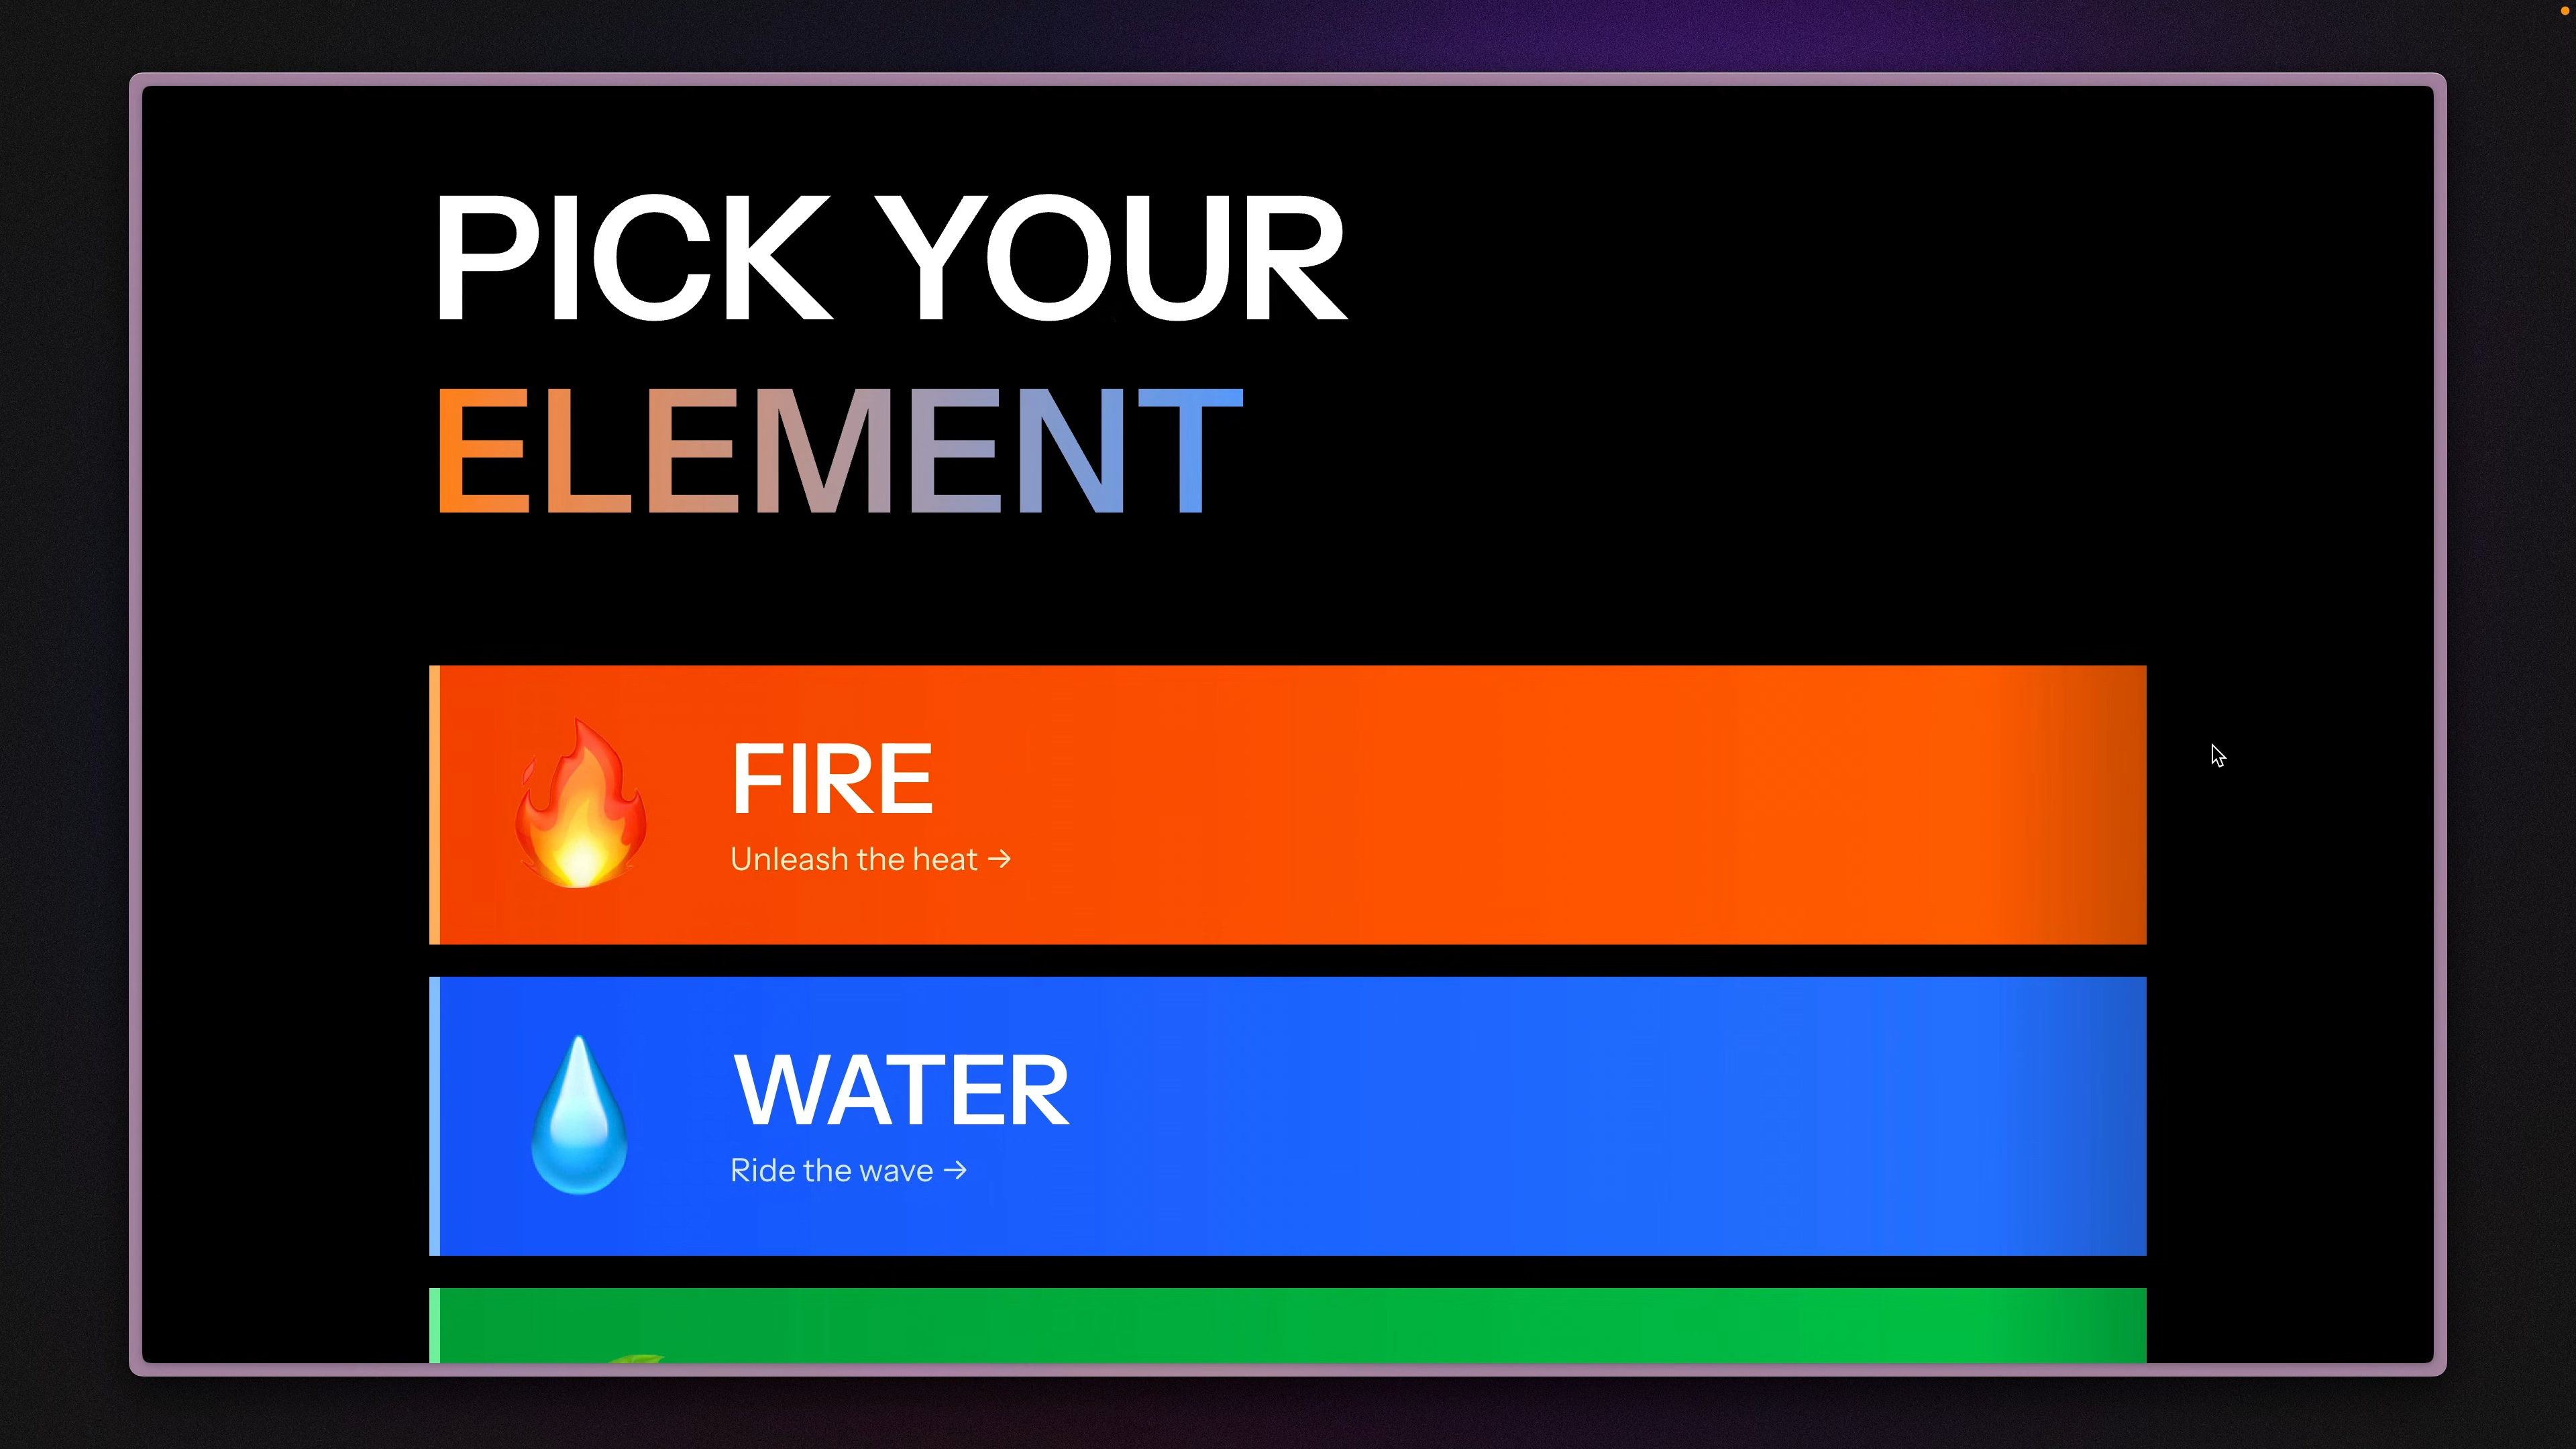 PICK YOUR
ELEMENT
FIRE
Unleash the heat →
WATER
Ride the wave →